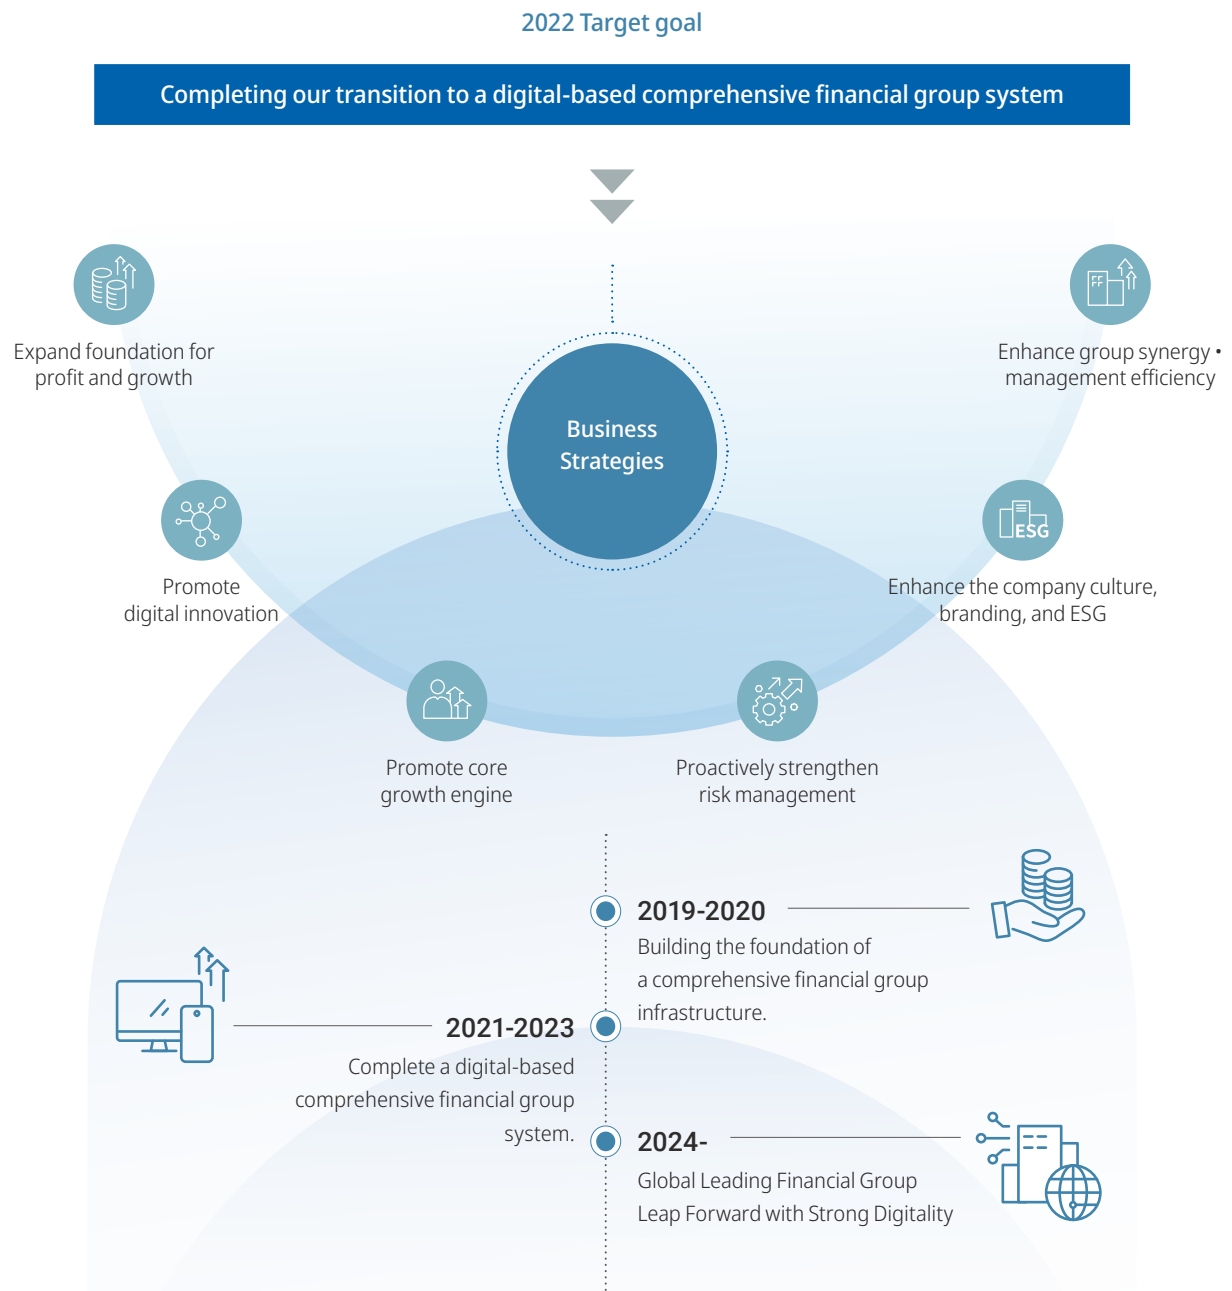 2022 Target goal
Completing our transition to a digital-based comprehensive financial group system
Expand foundation for
profit and growth
Enhance group synergy •
management efficiency
Business
Strategies
ESG
Promote
digital innovation
Enhance the company culture,
branding, and ESG
Promote core
growth engine
Proactively strengthen
risk management
2019-2020
Building the foundation of
a comprehensive financial group
infrastructure.
2021-2023
Complete a digital-based
comprehensive financial group
system.
2024-
Global Leading Financial Group
Leap Forward with Strong Digitality